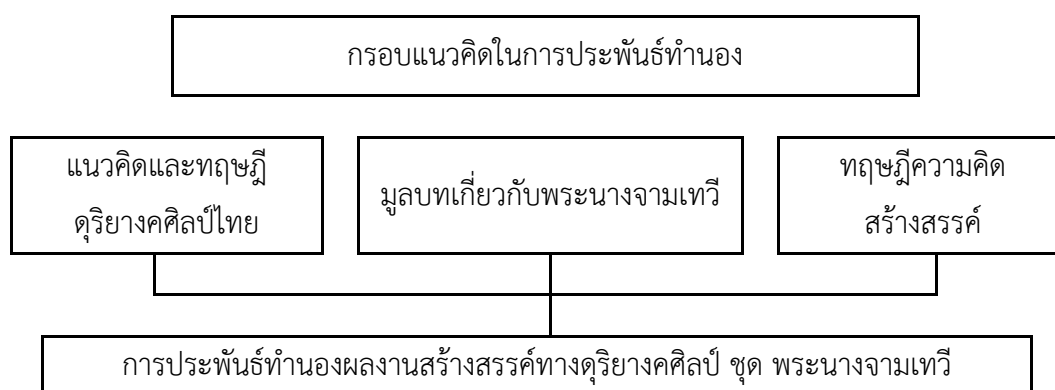 กรอบแนวคิดในการประพันธ์ทำนอง
แนวคิดและทฤษฎี
ดุริยางคศิลป์ไทย
มูลบทเกี่ยวกับพระนางจามเทวี
ทฤษฎีความคิด
สร้างสรรค์
การประพันธ์ทำนองผลงานสร้างสรรค์ทางดุริยางคศิลป์ ชุด พระนางจามเทวี